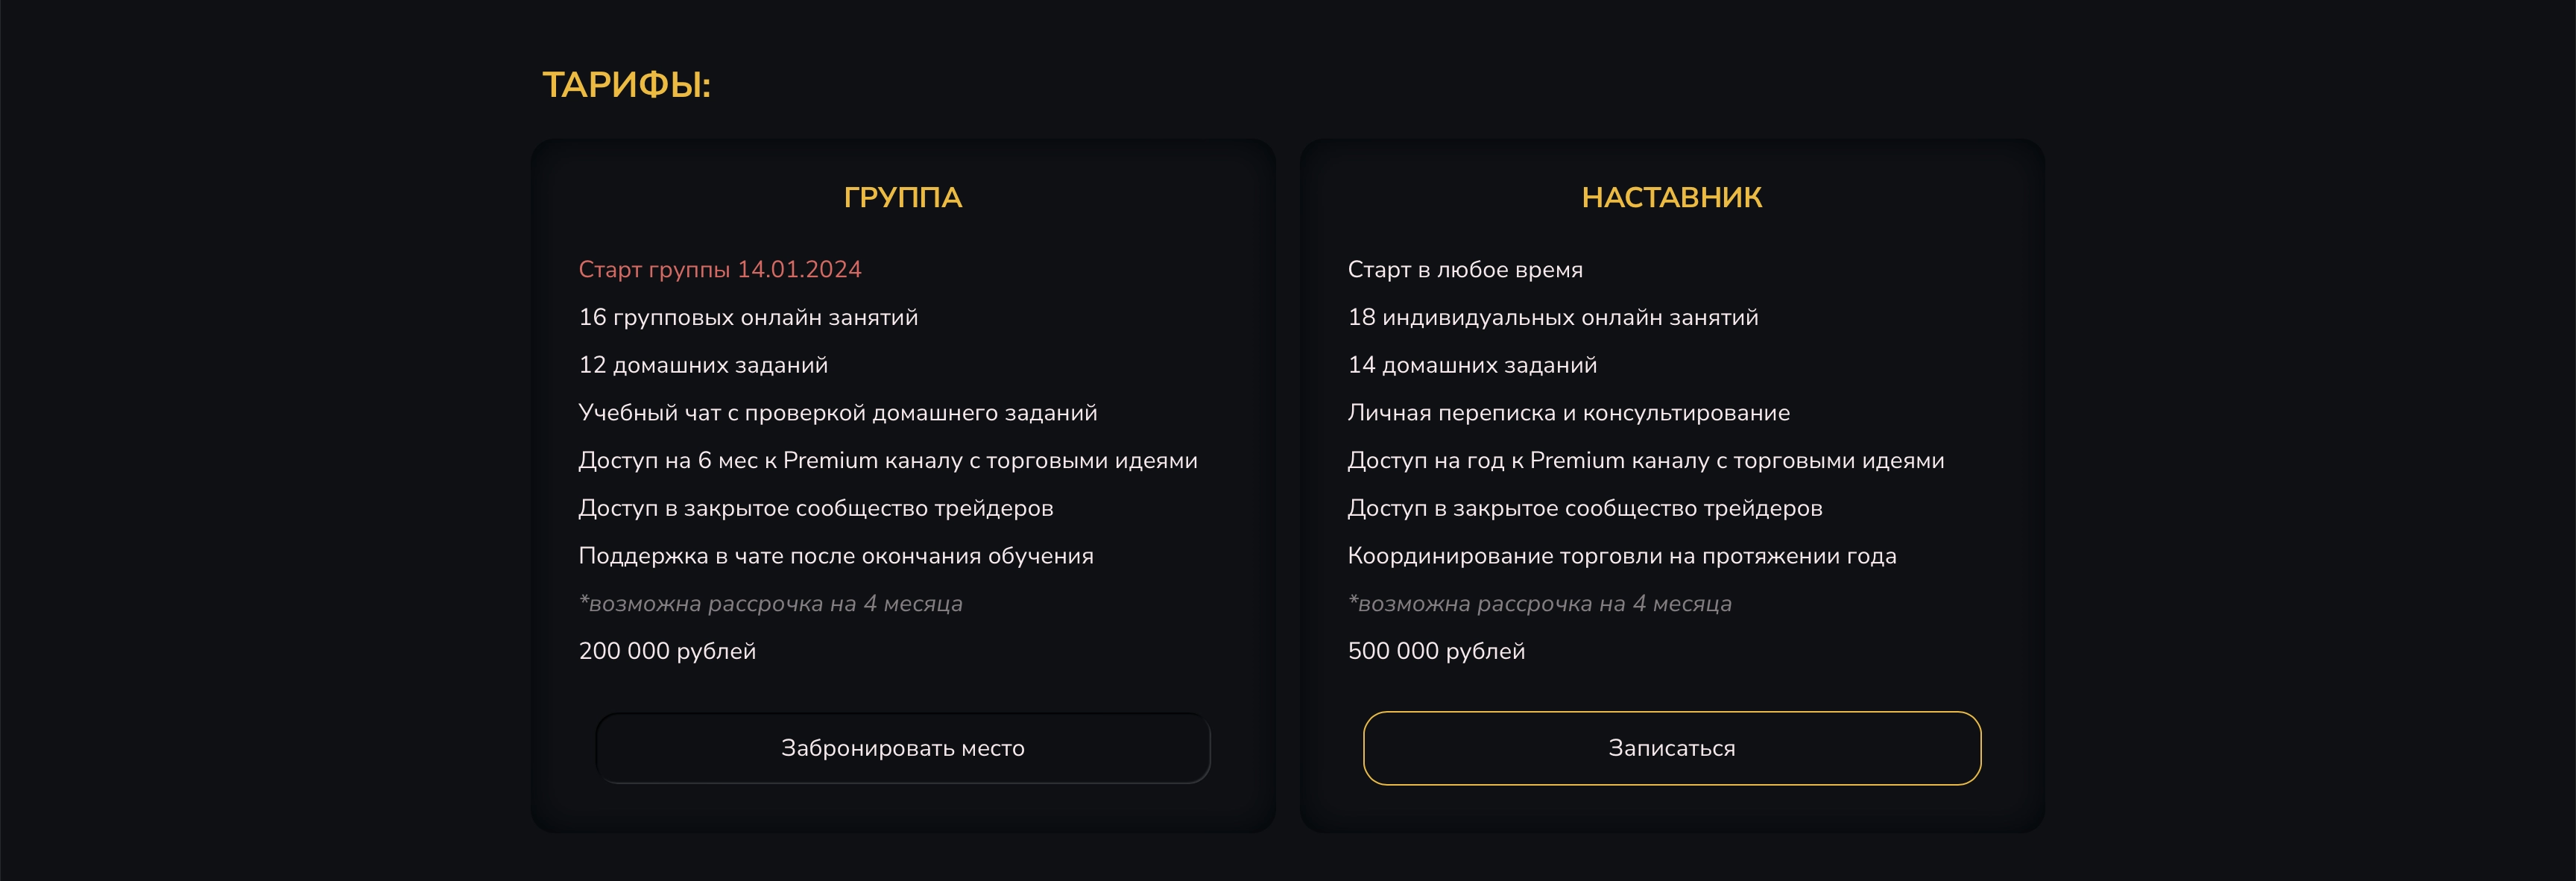 ТАРИФЫ:
ГРУППА
Старт группы 14.01.2024
16 групповых онлайн занятий
12 домашних заданий
Учебный чат с проверкой домашнего заданий
Доступ на 6 мес к Premium каналу с торговыми идеями
Доступ в закрытое сообщество трейдеров
Поддержка в чате после окончания обучения
*возможна рассрочка на 4 месяца
200 000 рублей
Забронировать место
НАСТАВНИК
Старт в любое время
18 индивидуальных онлайн занятий
14 домашних заданий
Личная переписка и консультирование
Доступ на год к Premium каналу с торговыми идеями
Доступ в закрытое сообщество трейдеров
Координирование торговли на протяжении года
*возможна рассрочка на 4 месяца
500 000 рублей
Записаться